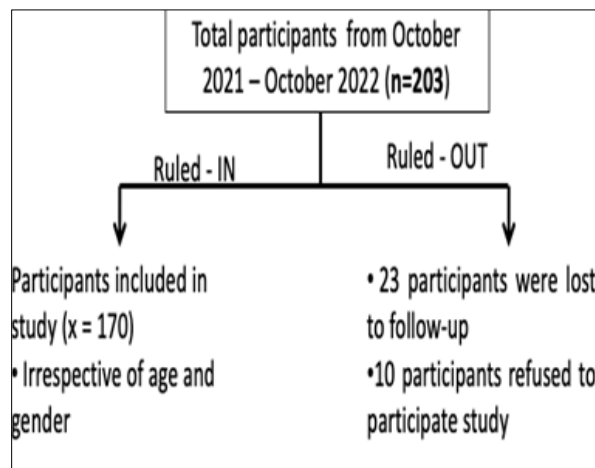 Total participants from October
2021 – October 2022 (n=203)
Ruled - IN
Ruled - OUT
Participants included in
study (x = 170)
• Irrespective of age and
gender
• 23 participants were lost
to follow-up
•10 participants refused to
participate study